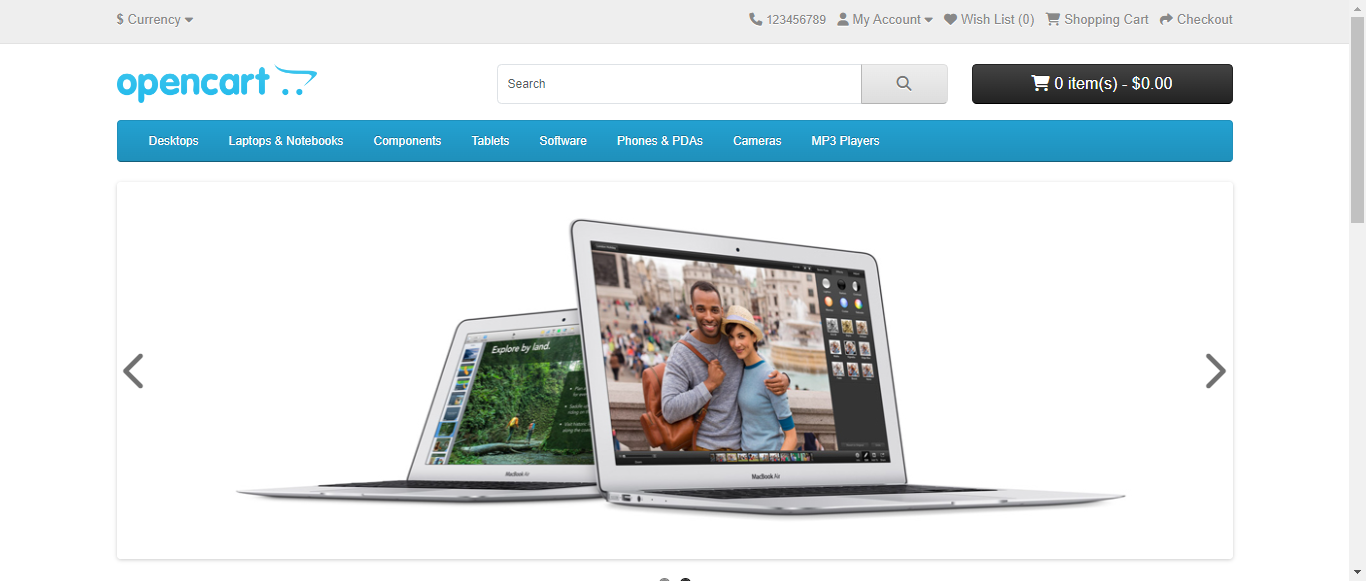 $ Currency
123456789 My Account Wish List (0) Shopping Cart Checkout
opencart
Search
0 item(s) - $0.00
Desktops Laptops & Notebooks Components Tablets Software Phones & PDAs Cameras MP3 Players
Explore by land.
MacBook Air
MacBook Air